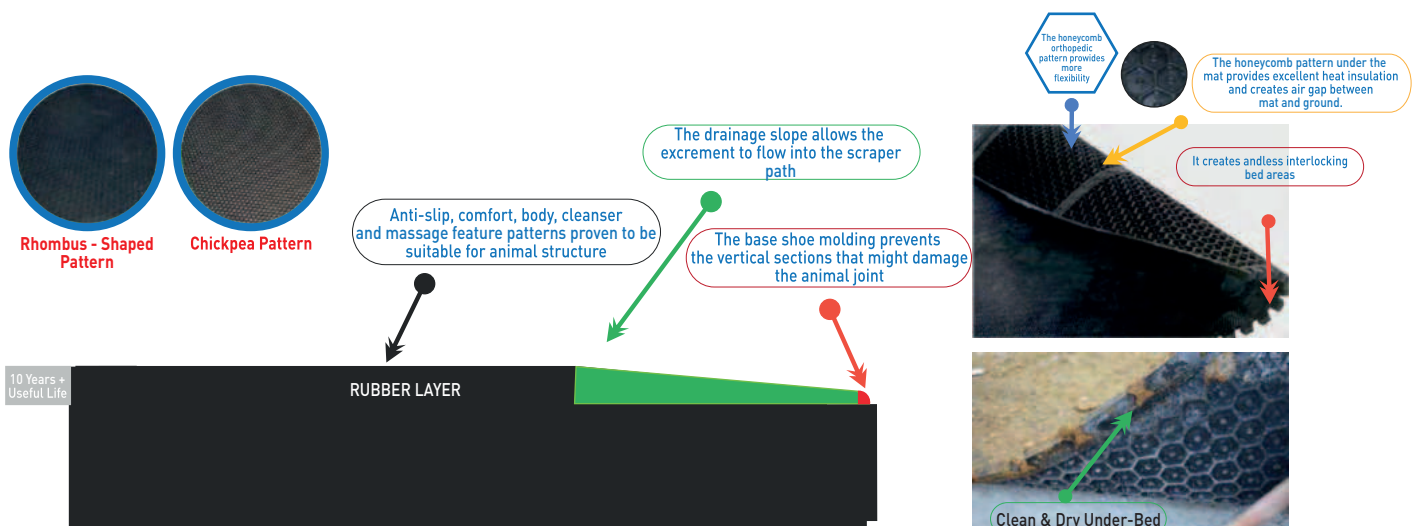 The honeycomb
orthopedic
pattern prowides
more
flexibility
The honeycomb pattern under the
mat provides excellent heat insulation
and creates air gap between
mat and ground.
The drainage slope allows the
excrement to flow into the scraper
path
It creates andless interlocking
bed areas
Rhombus - Shaped
Pattern
Chickpea Pattern
Anti-slip, comfort, body, cleanser
and massage feature patterns proven to be
suitable for animal structure
The base shoe molding prevents
the vertical sections that might damage
the animal joint
10 Years +
Useful Life
RUBBER LAYER
Clean & Dry Under-Bed